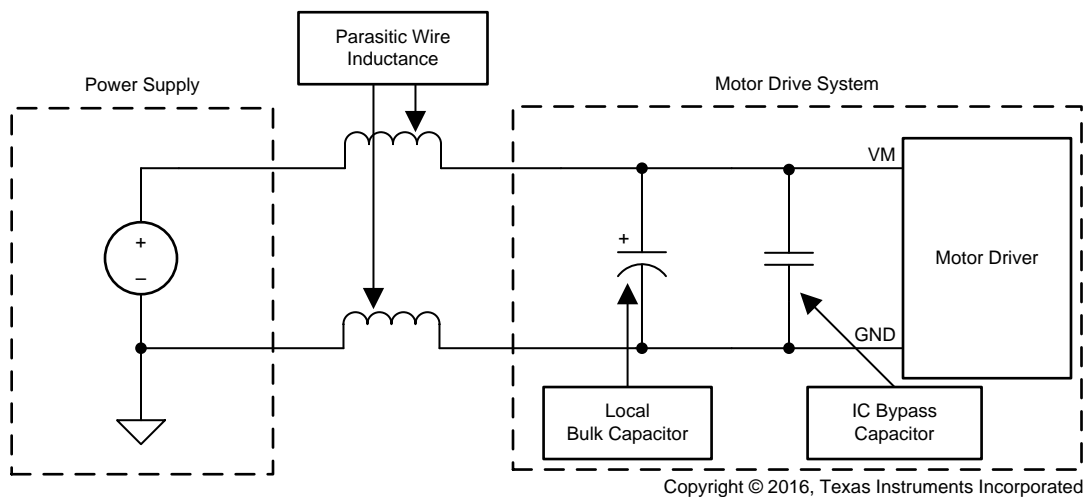 Parasitic Wire
Inductance
Power Supply
Motor Drive System
VM
+
–
+
Motor Driver
GND
Local
Bulk Capacitor
IC Bypass
Capacitor
Copyright © 2016, Texas Instruments Incorporated